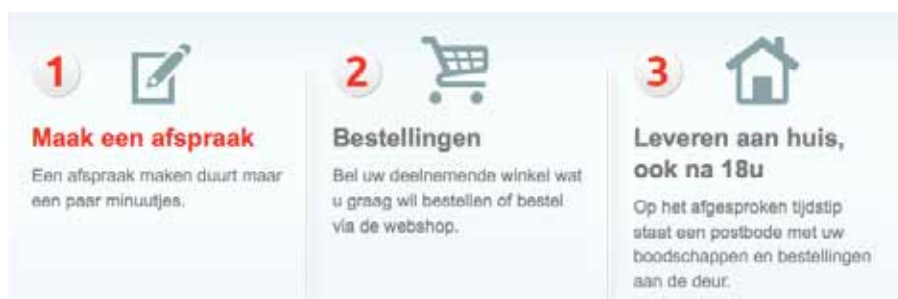 1
Maak een afspraak
Een afspraak maken duurt maar
een paar minuutjes.
2
Bestellingen
Bel uw deelnemende winkel wat
u graag wil bestellen of bestel
via de webshop.
3
Leveren aan huis,
ook na 18u
Op het afgesproken tijdstip
staat een postbode met uw
boodschappen en bestellingen
aan de deur.